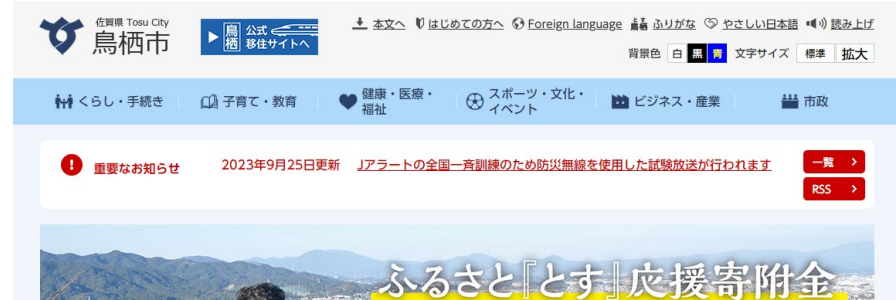 佐賀県 Tosu City
鳥栖市
鳥栖 公式 移住サイトへ
本文へ はじめての方へ Foreign language ふりがな やさしい日本語 読み上げ
背景色 白 黒 青 文字サイズ 標準 拡大
くらし・手続き 子育て・教育 健康・医療・福祉 スポーツ・文化・イベント ビジネス・産業 市政
重要なお知らせ 2023年9月25日更新 Jアラートの全国一斉訓練のため防災無線を使用した試験放送が行われます 一覧
RSS
ふるさと『とす』応援寄附金